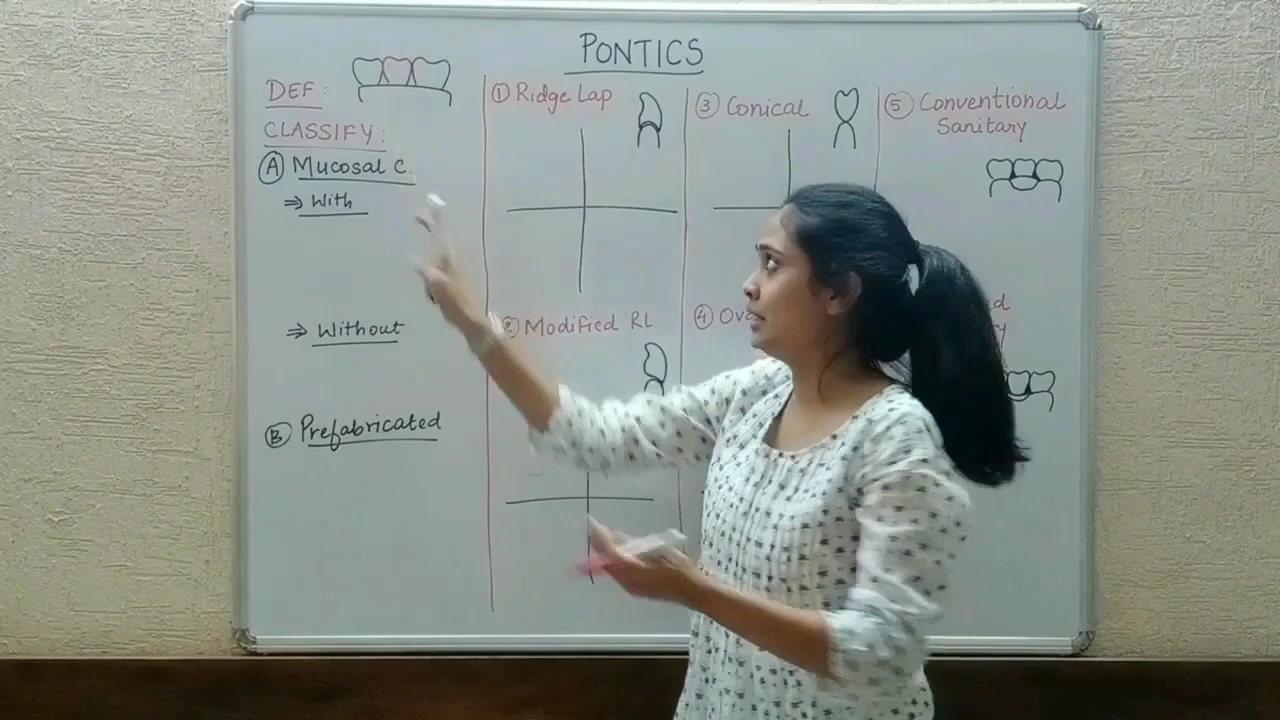 PONTICS
DEF:
CLASSIFY:
Ⓐ Mucosal C.
⇒ With
⇒ Without
Ⓑ Prefabricated
① Ridge Lap
② Modified RL
③ Conical
④
⑤ Conventional
Sanitary